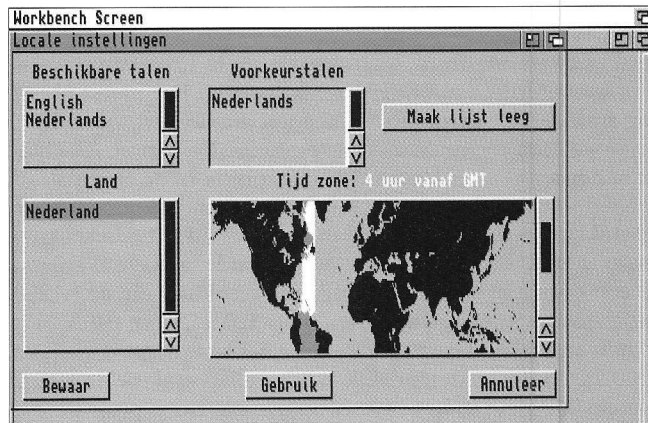 Workbench Screen
Locale instellingen
Beschikbare talen
Voorkeurstalen
English
Nederlands
Nederlands
Maak lijst leeg
Land
Tijd zone: 4 uur vanaf GMT
Nederland
Bewaar
Gebruik
Annuleer